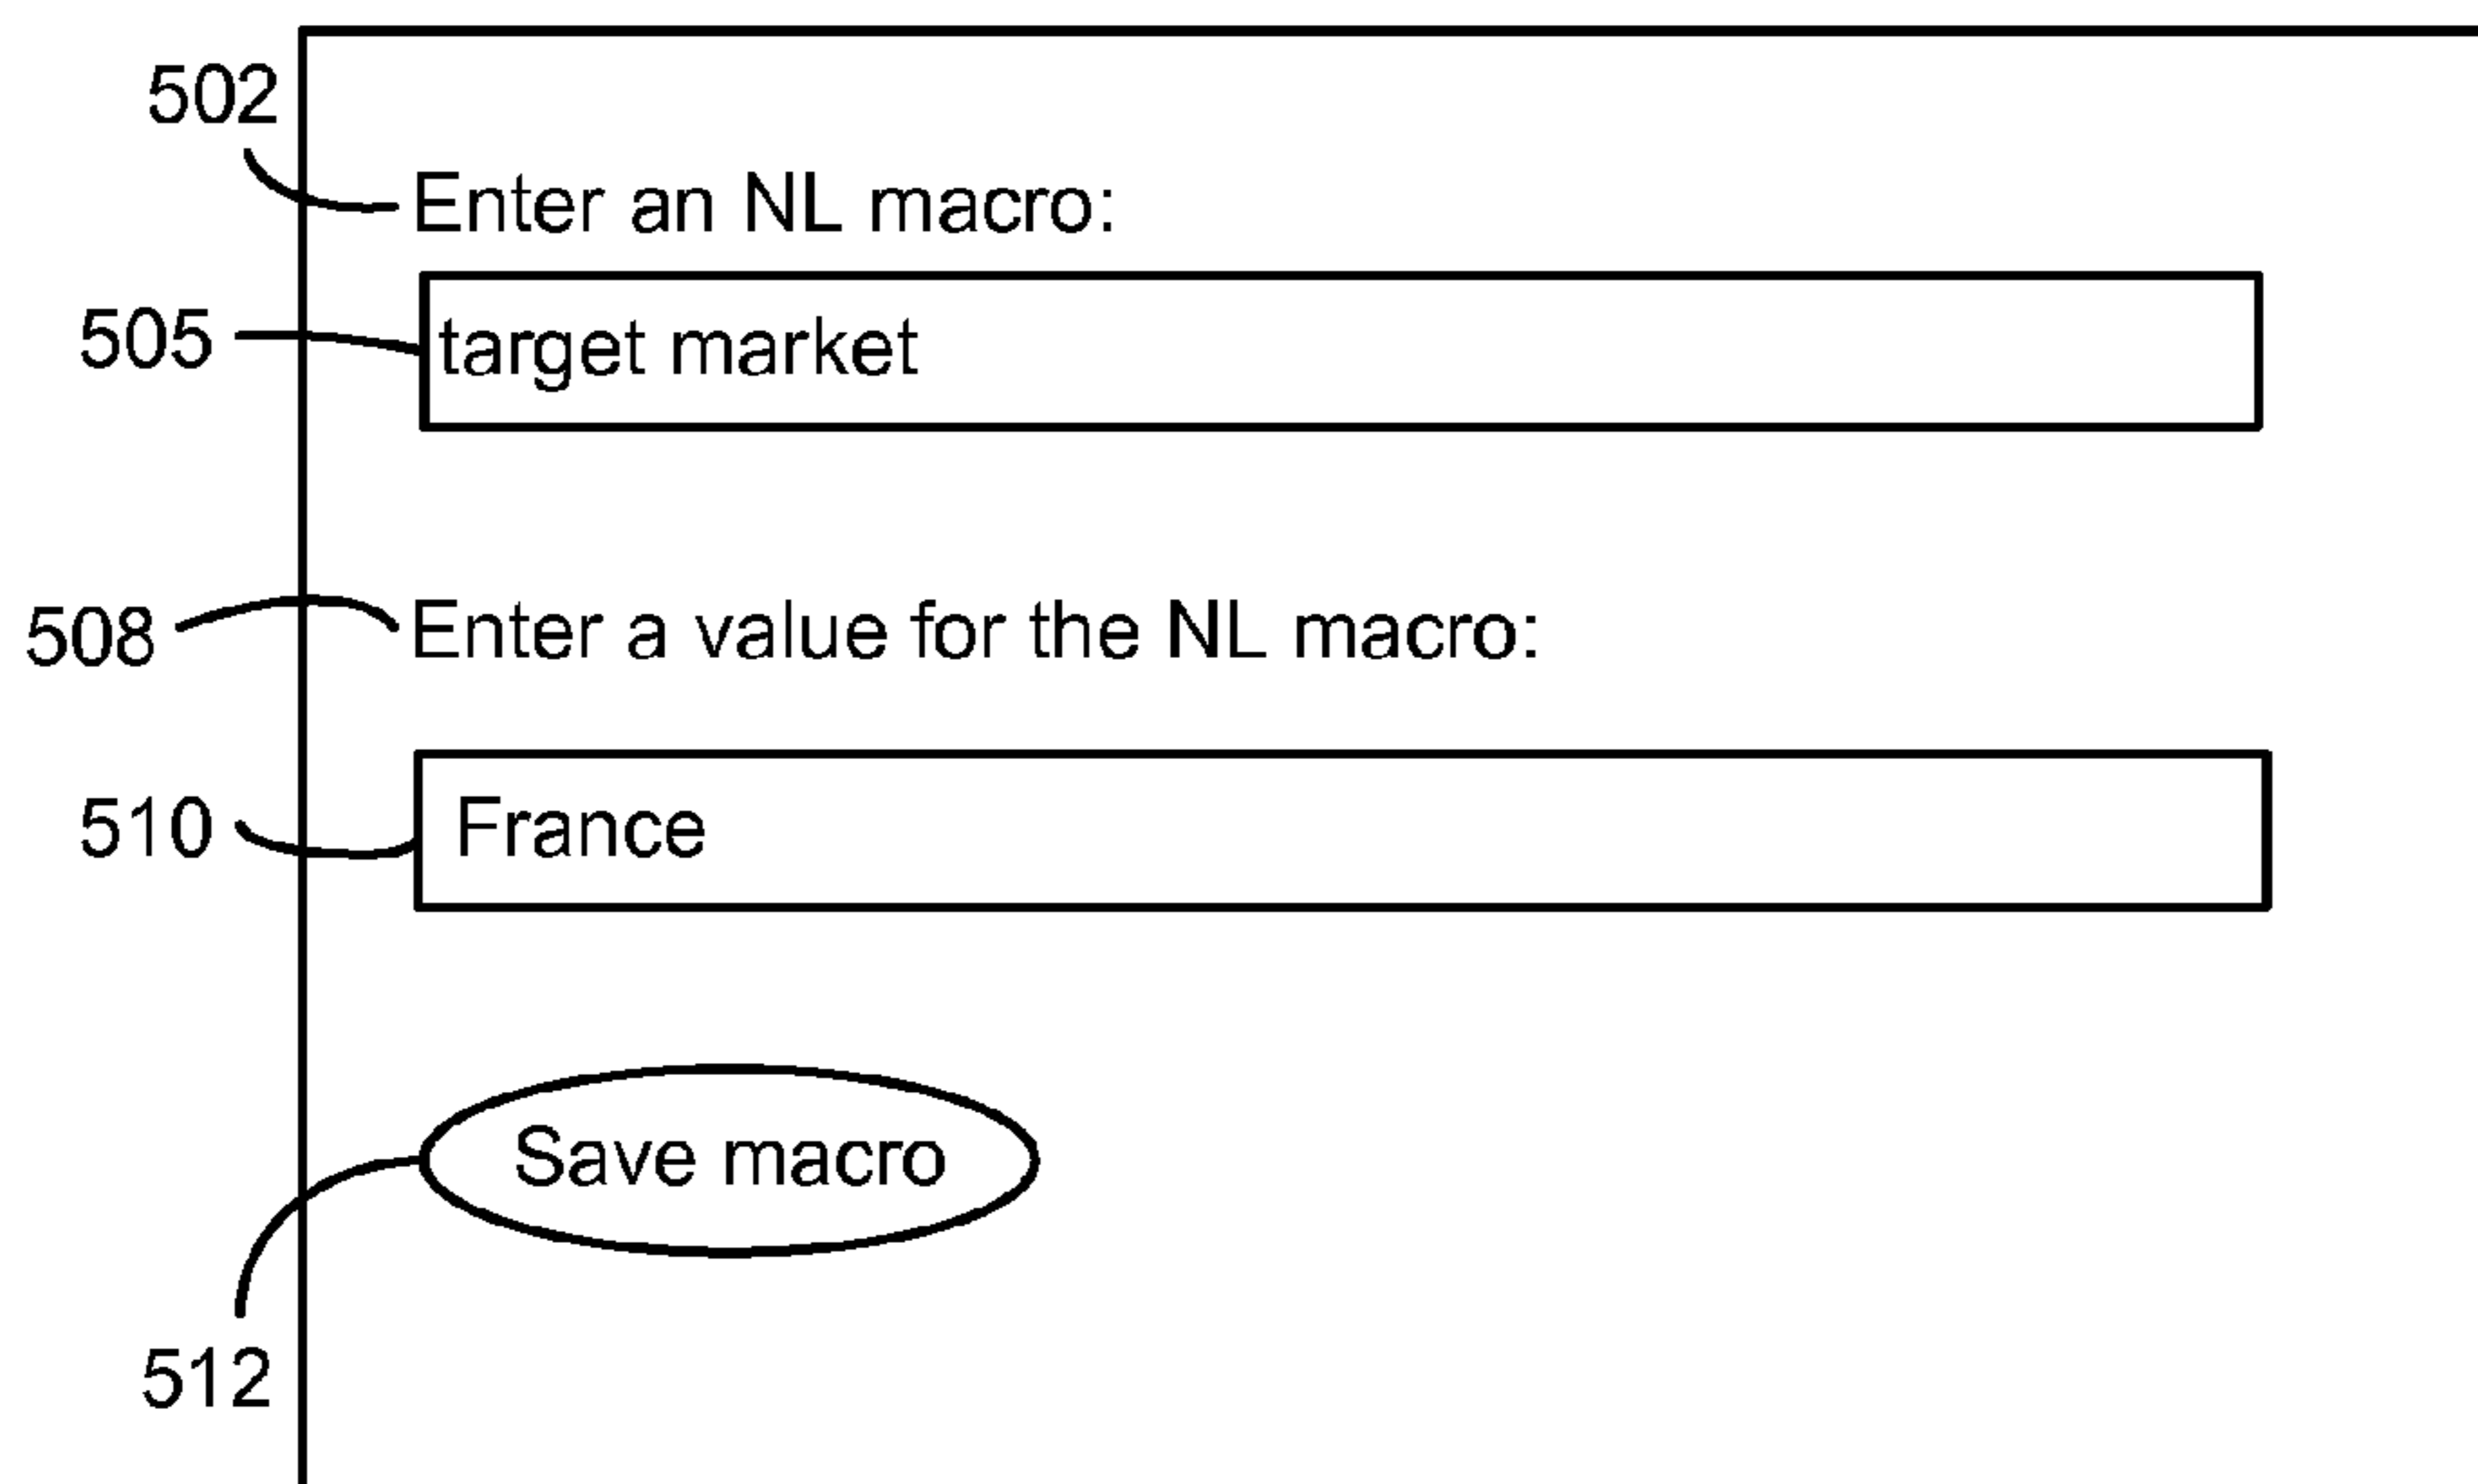 502
Enter an NL macro:
505
target market
508
Enter a value for the NL macro:
510
France
Save macro
512